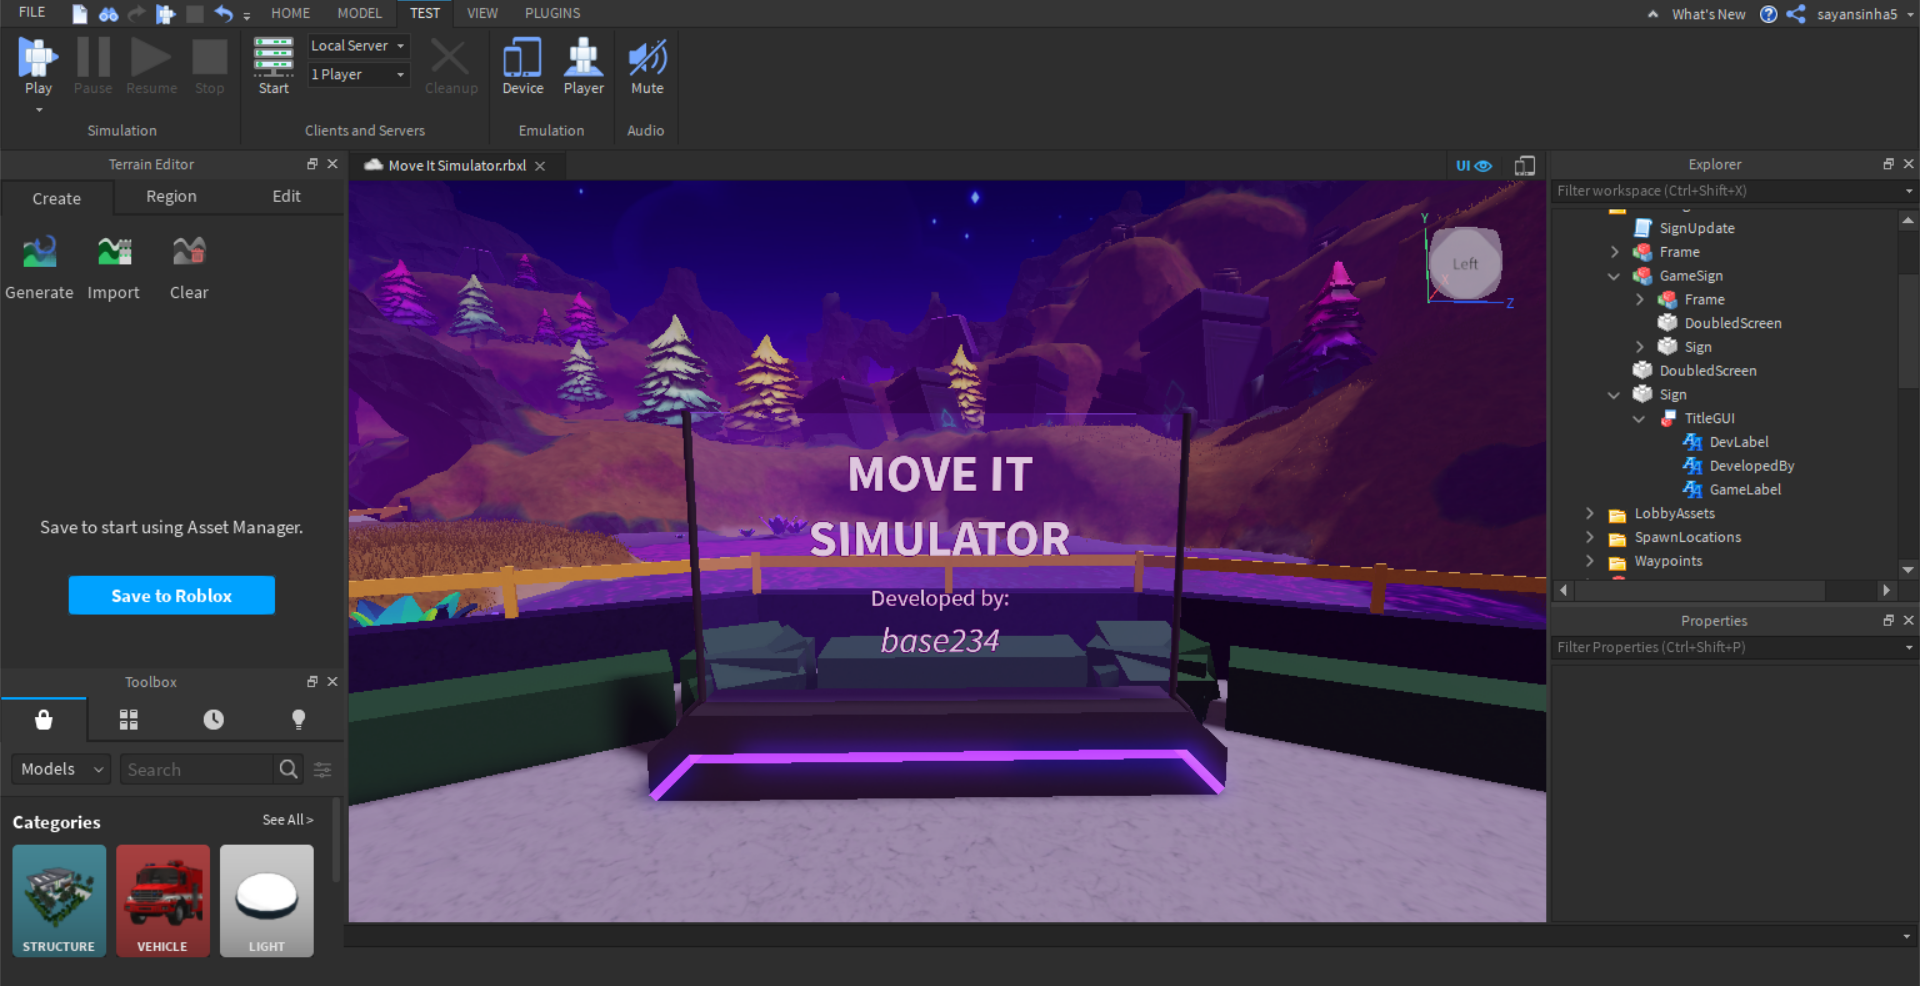 FILE
HOME
MODEL
TEST
VIEW
PLUGINS
What's New
sayansinha5
Play
Pause
Resume
Stop
Simulation
Start
Local Server
1 Player
Cleanup
Clients and Servers
Device
Player
Emulation
Mute
Audio
Terrain Editor
Create
Region
Edit
Generate
Import
Clear
Save to start using Asset Manager.
Save to Roblox
Toolbox
Models
Search
Categories
See All >
STRUCTURE
VEHICLE
LIGHT
Move It Simulator.rbxl
UI
Y
Left
X
Z
MOVE IT
SIMULATOR
Developed by:
base234
Explorer
Filter workspace (Ctrl+Shift+X)
SignUpdate
Frame
GameSign
Frame
DoubledScreen
Sign
DoubledScreen
Sign
TitleGUI
DevLabel
DevelopedBy
GameLabel
LobbyAssets
SpawnLocations
Waypoints
Properties
Filter Properties (Ctrl+Shift+P)